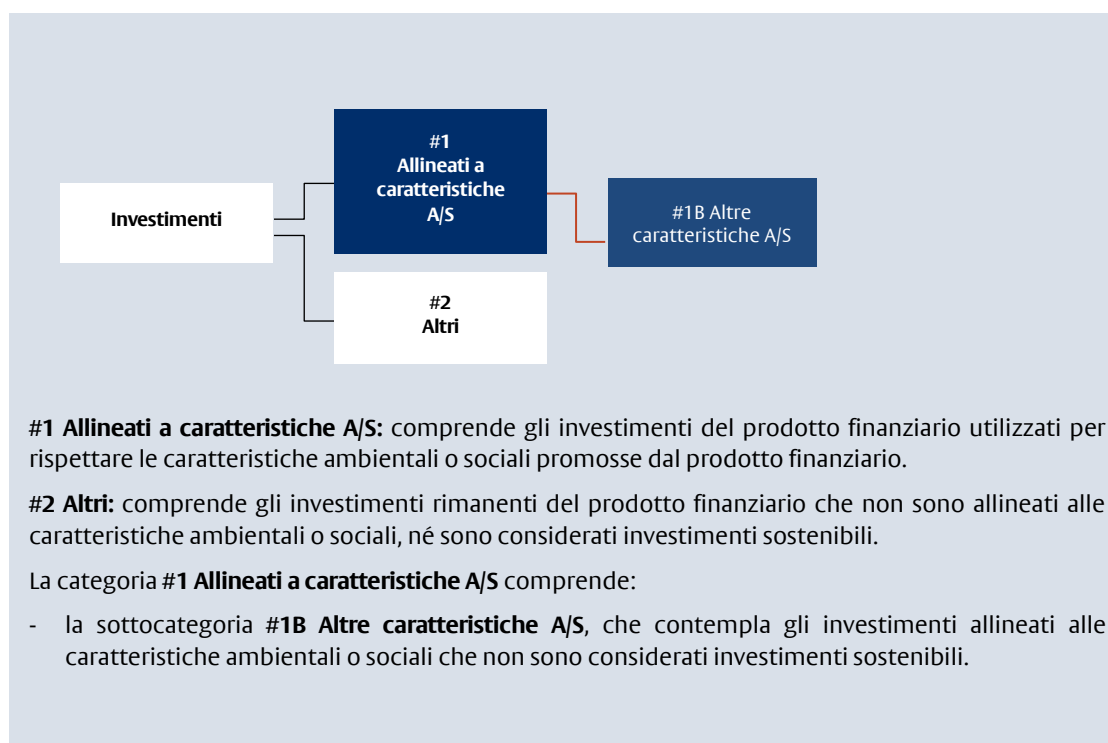 #1
Allineati a
caratteristiche
A/S
Investimenti
#1B Altre
caratteristiche A/S
#2
Altri
#1 Allineati a caratteristiche A/S: comprende gli investimenti del prodotto finanziario utilizzati per
rispettare le caratteristiche ambientali o sociali promosse dal prodotto finanziario.
#2 Altri: comprende gli investimenti rimanenti del prodotto finanziario che non sono allineati alle
caratteristiche ambientali o sociali, né sono considerati investimenti sostenibili.
La categoria #1 Allineati a caratteristiche A/S comprende:
- la sottocategoria #1B Altre caratteristiche A/S, che contempla gli investimenti allineati alle
caratteristiche ambientali o sociali che non sono considerati investimenti sostenibili.